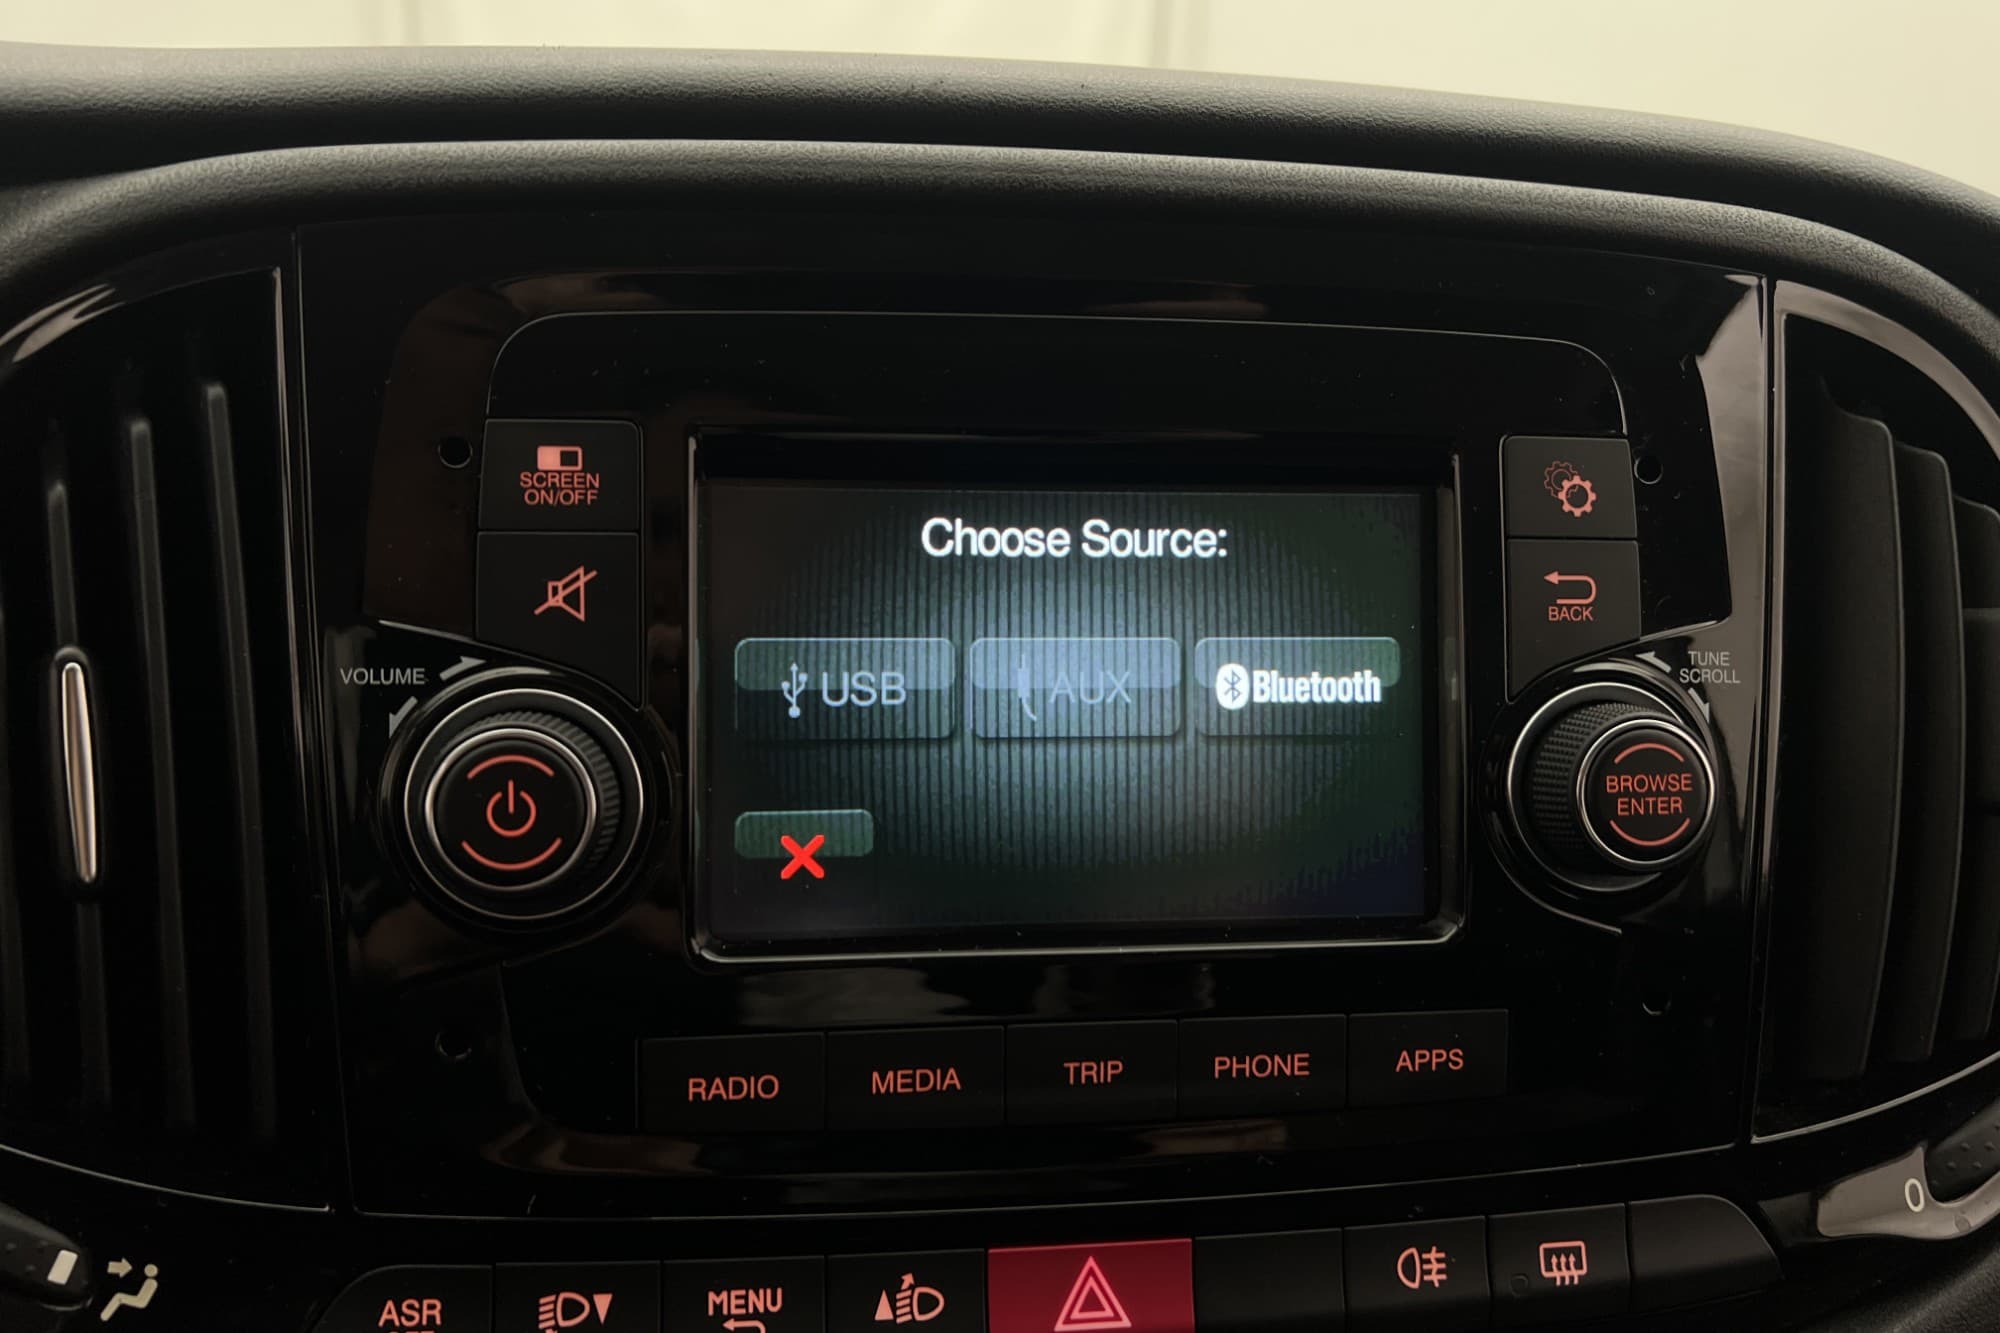 SCREEN
ON/OFF
Choose Source:
BACK
VOLUME
TUNE
SCROLL
USB
AUX
Bluetooth
BROWSE
ENTER
RADIO
MEDIA
TRIP
PHONE
APPS
0
ASR
MENU